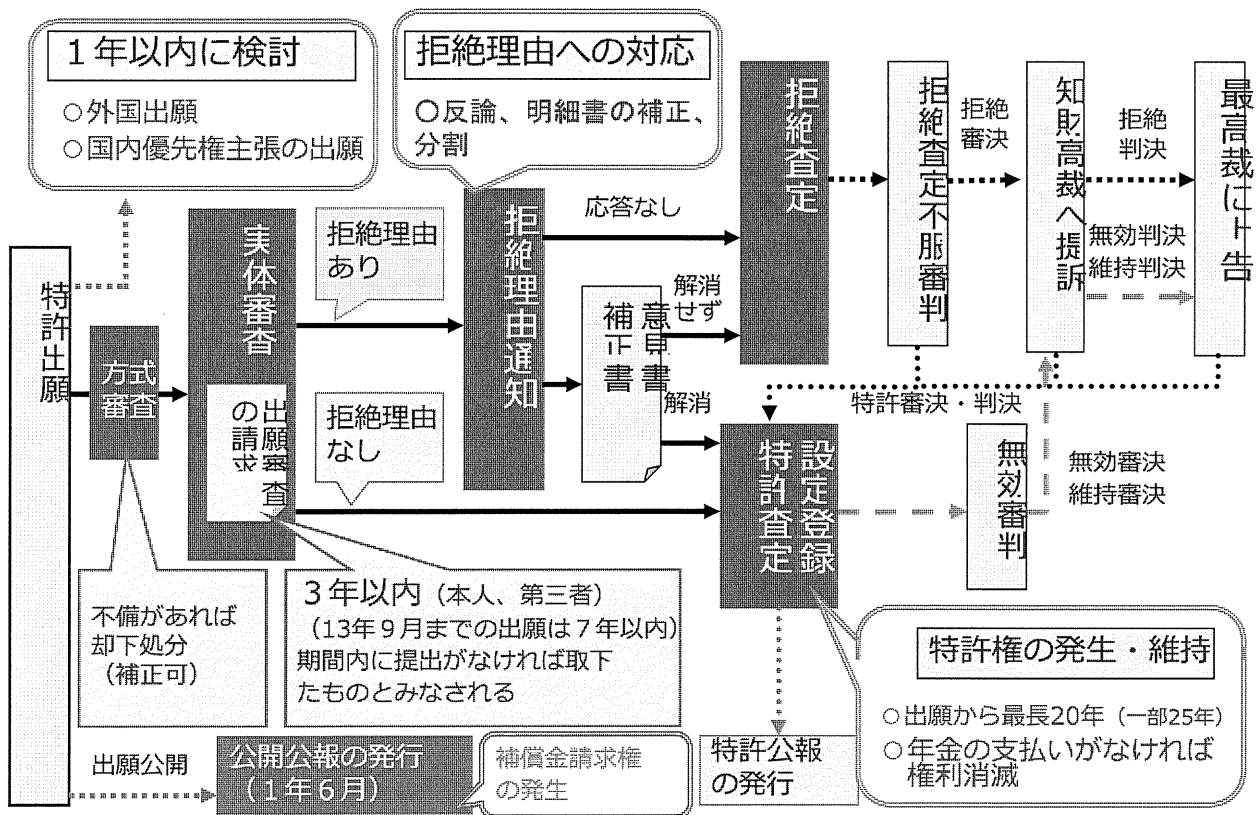 1年以内に検討
○外国出願
○国内優先権主張の出願
拒絶理由への対応
○反論、明細書の補正、
分割
特許出願
方式
審査
実体審査
出願審査
の請求
拒絶理由
あり
拒絶理由
なし
拒絶理由通知
応答なし
意見書
補正書
解消
せず
解消
拒絶査定
拒絶査定不服審判
拒絶
審決
知財高裁へ提訴
拒絶
判決
無効判決
維持判決
最高裁に上告
特許審決・判決
設定登録
特許査定
無効審判
無効審決
維持審決
不備があれば
却下処分
（補正可）
3年以内（本人、第三者）
（13年9月までの出願は7年以内）
期間内に提出がなければ取下
たものとみなされる
特許権の発生・維持
○出願から最長20年（一部25年）
○年金の支払いがなければ
権利消滅
出願公開
公開公報の発行
（1年6月）
補償金請求権
の発生
特許公報
の発行